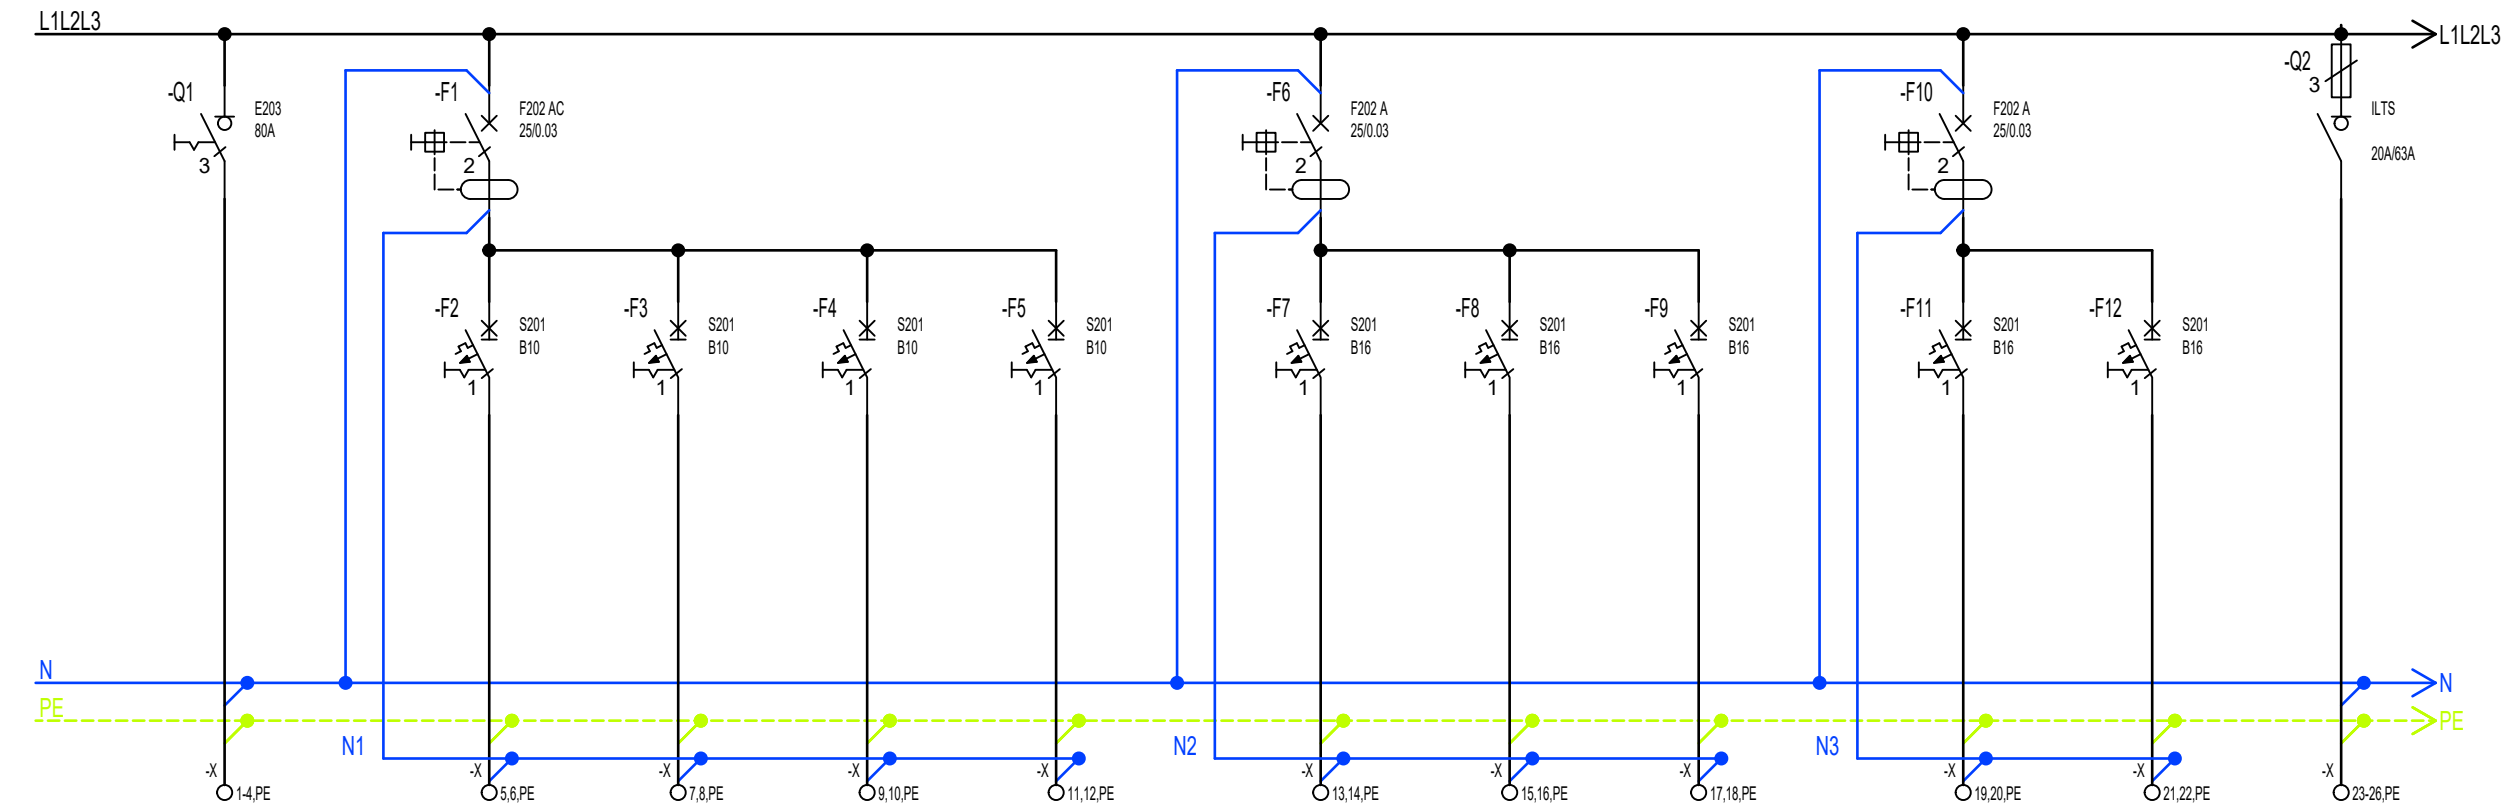 L1L2L3
L1L2L3
-Q1
E203
80A
3
-F1
F202 AC
25/0.03
2
-F6
F202 A
25/0.03
2
-F10
F202 A
25/0.03
2
-Q2
3
ILTS
20A/63A
-F2
S201
B10
1
-F3
S201
B10
1
-F4
S201
B10
1
-F5
S201
B10
1
-F7
S201
B16
1
-F8
S201
B16
1
-F9
S201
B16
1
-F11
S201
B16
1
-F12
S201
B16
1
N
N
PE
PE
N1
N2
N3
-X
1-4,PE
-X
5,6,PE
-X
7,8,PE
-X
9,10,PE
-X
11,12,PE
-X
13,14,PE
-X
15,16,PE
-X
17,18,PE
-X
19,20,PE
-X
21,22,PE
-X
23-26,PE